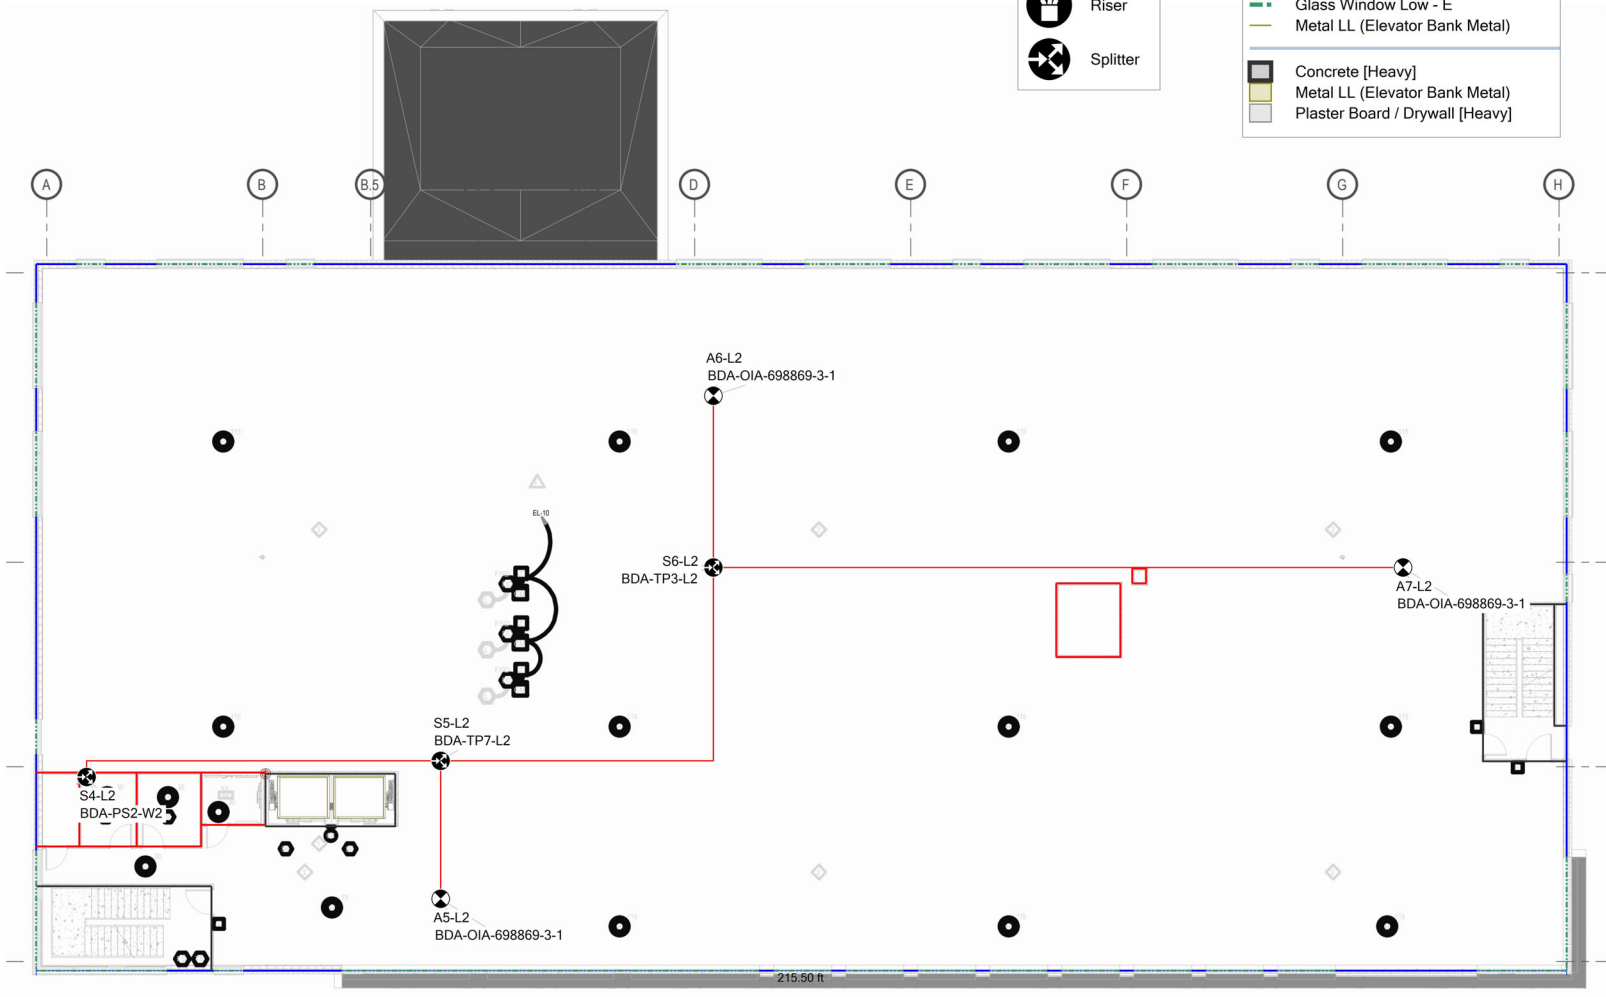 Riser
Splitter
Glass Window Low - E
Metal LL (Elevator Bank Metal)
Concrete [Heavy]
Metal LL (Elevator Bank Metal)
Plaster Board / Drywall [Heavy]
A
B
B.5
D
E
F
G
H
A6-L2
BDA-OIA-698869-3-1
EL-10
S6-L2
BDA-TP3-L2
A7-L2
BDA-OIA-698869-3-1
S5-L2
BDA-TP7-L2
S4-L2
BDA-PS2-W2
A5-L2
BDA-OIA-698869-3-1
215.50 ft